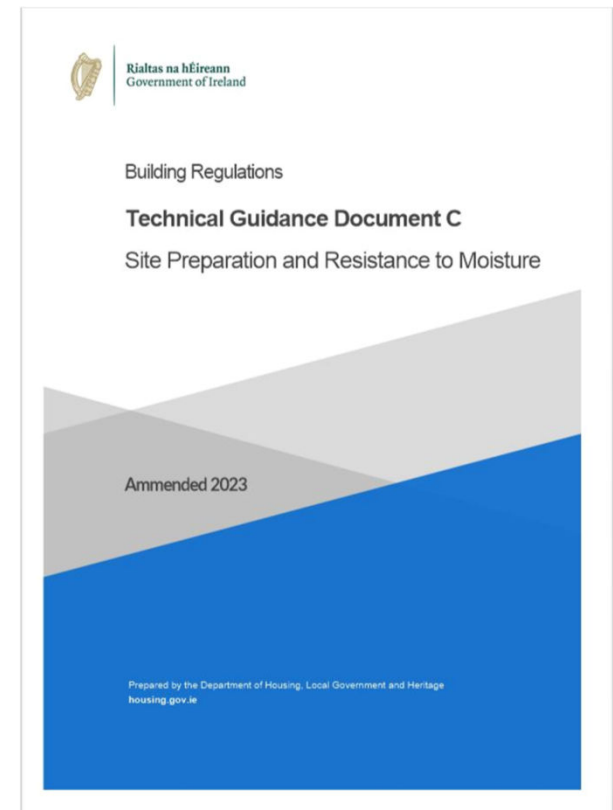 Rialtas na hÉireann
Government of Ireland
Building Regulations
Technical Guidance Document C
Site Preparation and Resistance to Moisture
Ammended 2023
Prepared by the Department of Housing, Local Government and Heritage
housing.gov.ie